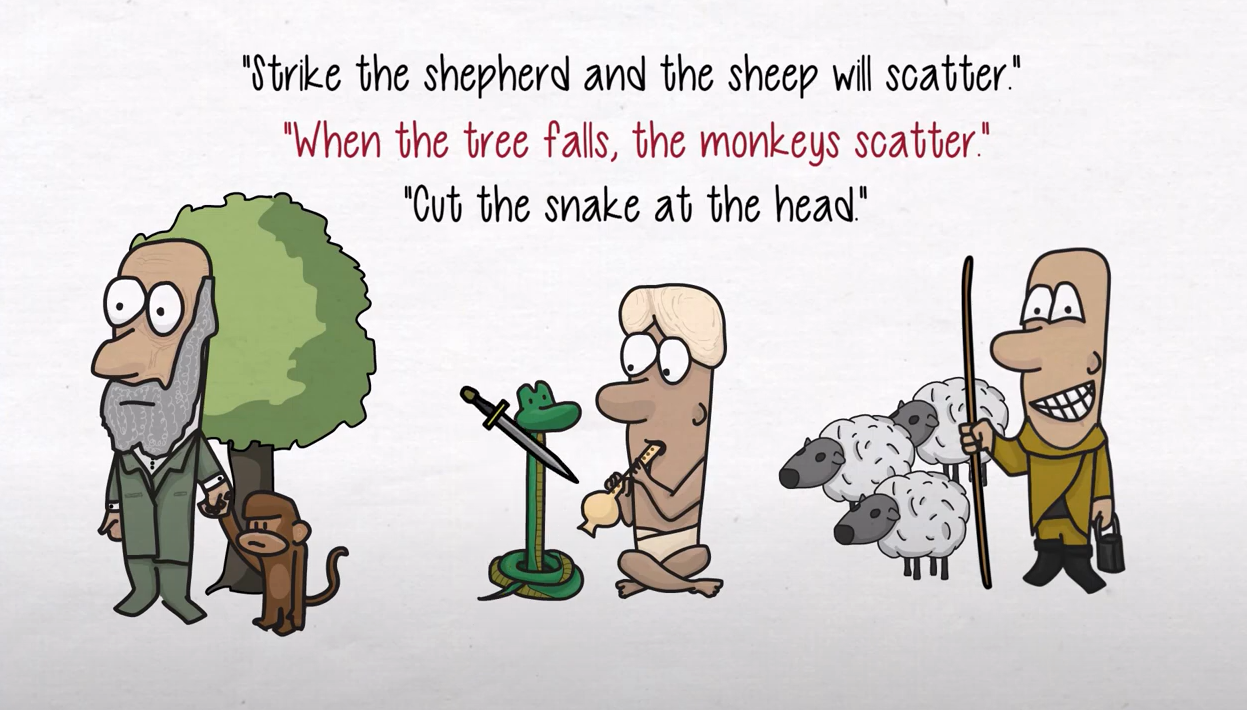 "Strike the shepherd and the sheep will scatter."
"When the tree falls, the monkeys scatter."
"Cut the snake at the head."